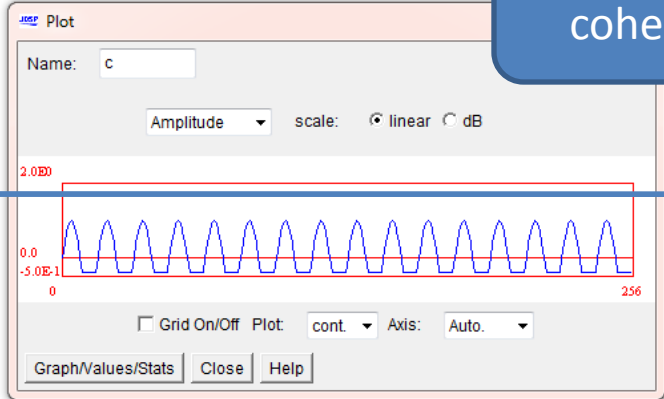 JDSP Plot
cohe
Name: c
Amplitude scale: linear dB
2.0E0
0.0
-5.0E-1
0 256
Grid On/Off Plot: cont. Axis: Auto.
Graph/Values/Stats Close Help